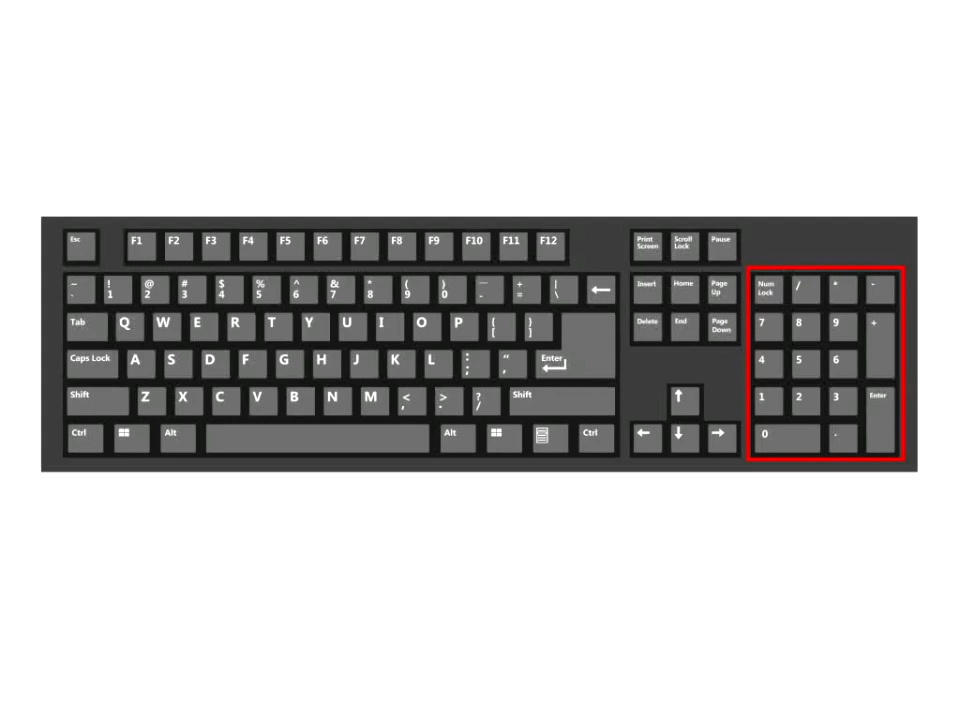 Esc F1 F2 F3 F4 F5 F6 F7 F8 F9 F10 F11 F12 Print Screen Scroll Lock Pause
~ ! @ # $ % ^ & * ( ) — + |
` 1 2 3 4 5 6 7 8 9 0 - = \ ← Insert Home Page Up Num Lock / * -
Tab Q W E R T Y U I O P { [ } ] Delete End Page Down 7 8 9 +
Caps Lock A S D F G H J K L : ; “ , Enter 4 5 6
Shift Z X C V B N M < , > . ? / Shift ↑ 1 2 3 Enter
Ctrl Alt Alt Ctrl ← ↓ → 0 .